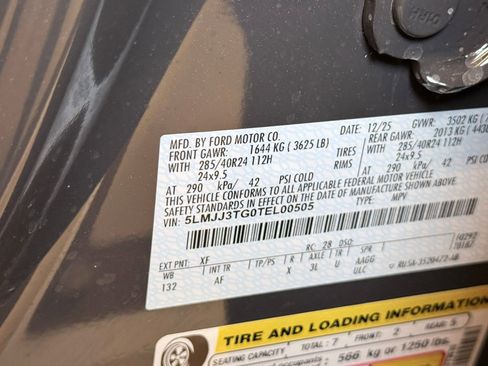 MFD. BY FORD MOTOR CO.
DATE: 12/25 GVWR: 3502 KG
FRONT GAWR: 1644 KG ( 3625 LB) REAR GAWR: 2013 KG
WITH 285/40R24 112H TIRES WITH 285/40R24 112H
24x9.5 RIMS 24x9.5
AT 290 kPa/ 42 PSI COLD AT 290 kPa/ 42 PSI COLD
THIS VEHICLE CONFORMS TO ALL APPLICABLE FEDERAL MOTOR VEHICLE
SAFETY STANDARDS IN EFFECT ON THE DATE OF MANUFACTURE SHOWN ABOVE.
VIN: 5LMJJ3TG0TEL00505 TYPE: MPV
EXT PNT: XF RC: 28 DSO:
WB INT TR TP/PS R AXLE TR SPR
132 AF X 3L U AAGG
ULC
TIRE AND LOADING INFORMATION
SEATING CAPACITY Total: 7 FRONT: 2 REAR: 5
566 kg or 1250 lbs.